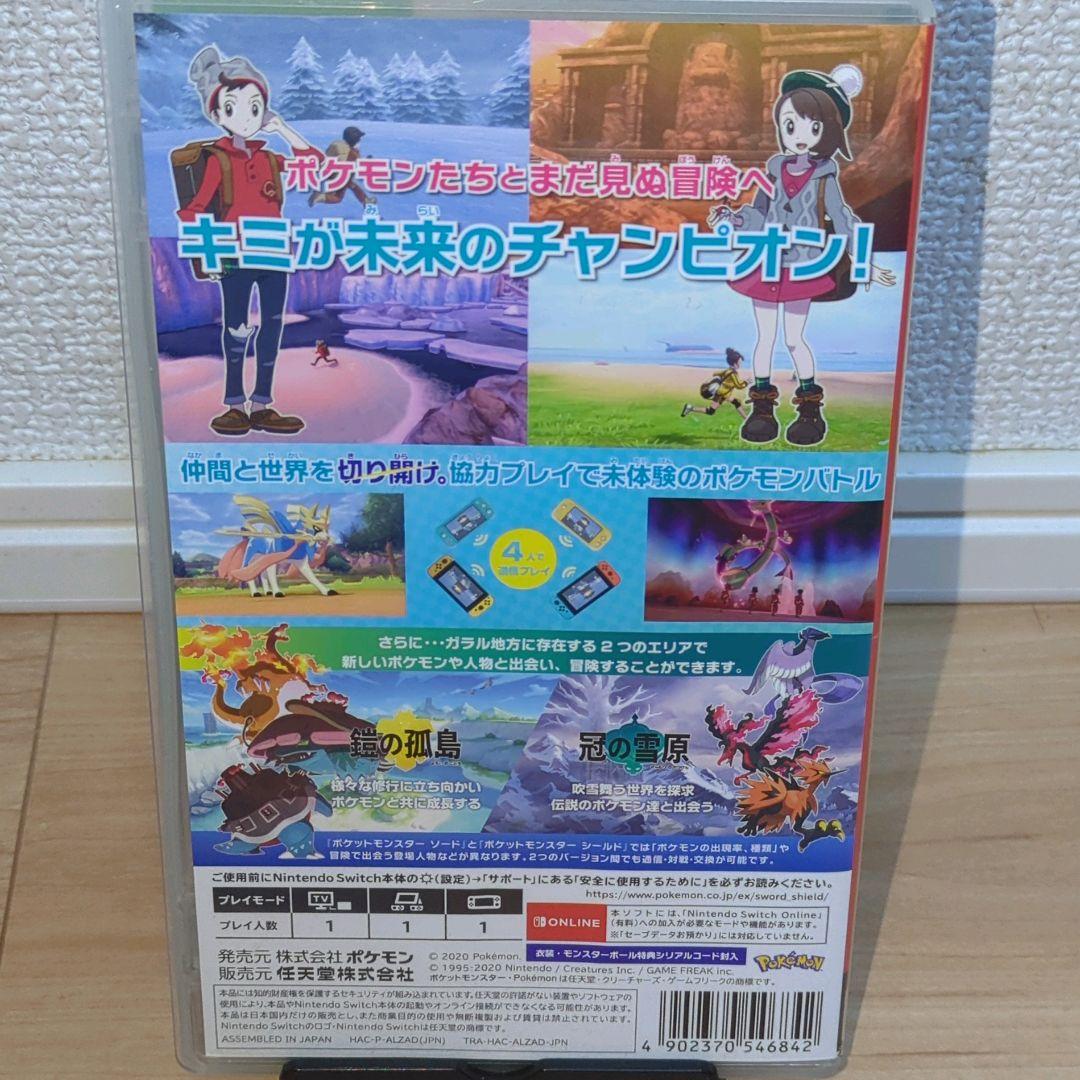 ポケモンたちとまだ見ぬ冒険へ
キミが未来のチャンピオン!
仲間と世界を切り開け。協力プレイで未体験のポケモンバトル
4人で
通信プレイ
さらに・・・ガラル地方に存在する2つのエリアで
新しいポケモンや人物と出会い、冒険することができます。
鎧の孤島
様々な修行に立ち向かい
ポケモンと共に成長する
冠の雪原
吹雪舞う世界を探求
伝説のポケモン達と出会う
『ポケットモンスター ソード』と『ポケットモンスター シールド』では「ポケモンの出現率、種類」や
冒険で出会う登場人物などが異なります。2つのバージョン間でも通信・対戦・交換が可能です。
ご使用前にNintendo Switch本体の(設定)→「サポート」にある「安全に使用するために」を必ずお読みください。
https://www.pokemon.co.jp/ex/sword_shield/
プレイモード TV
プレイ人数 1 1 1
ONLINE
本ソフトには、「Nintendo Switch Online」
(有料)への加入が必要なモードや機能があります。
※「セーブデータお預かり」には対応していません。
発売元 株式会社 ポケモン
販売元 任天堂株式会社
© 2020 Pokémon.
© 1995-2020 Nintendo / Creatures Inc. / GAME FREAK inc.
ポケットモンスター・Pokémonは任天堂・クリーチャーズ・ゲームフリークの商標です。
衣装・モンスターボール特典シリアルコード封入
Pokémon
本品には知的財産権を保護するセキュリティが組み込まれています。任天堂の許諾がない装置やソフトウェアの
使用により、本品やNintendo Switch本体の起動やオンライン接続ができなくなる可能性があります。
本品は日本国内だけの販売とし、また商業目的の使用や無断複製および賃貸は禁止されています。
Nintendo Switchのロゴ・Nintendo Switchは任天堂の商標です。
ASSEMBLED IN JAPAN HAC-P-ALZAD(JPN) TRA-HAC-ALZAD-JPN
4 902370 546842